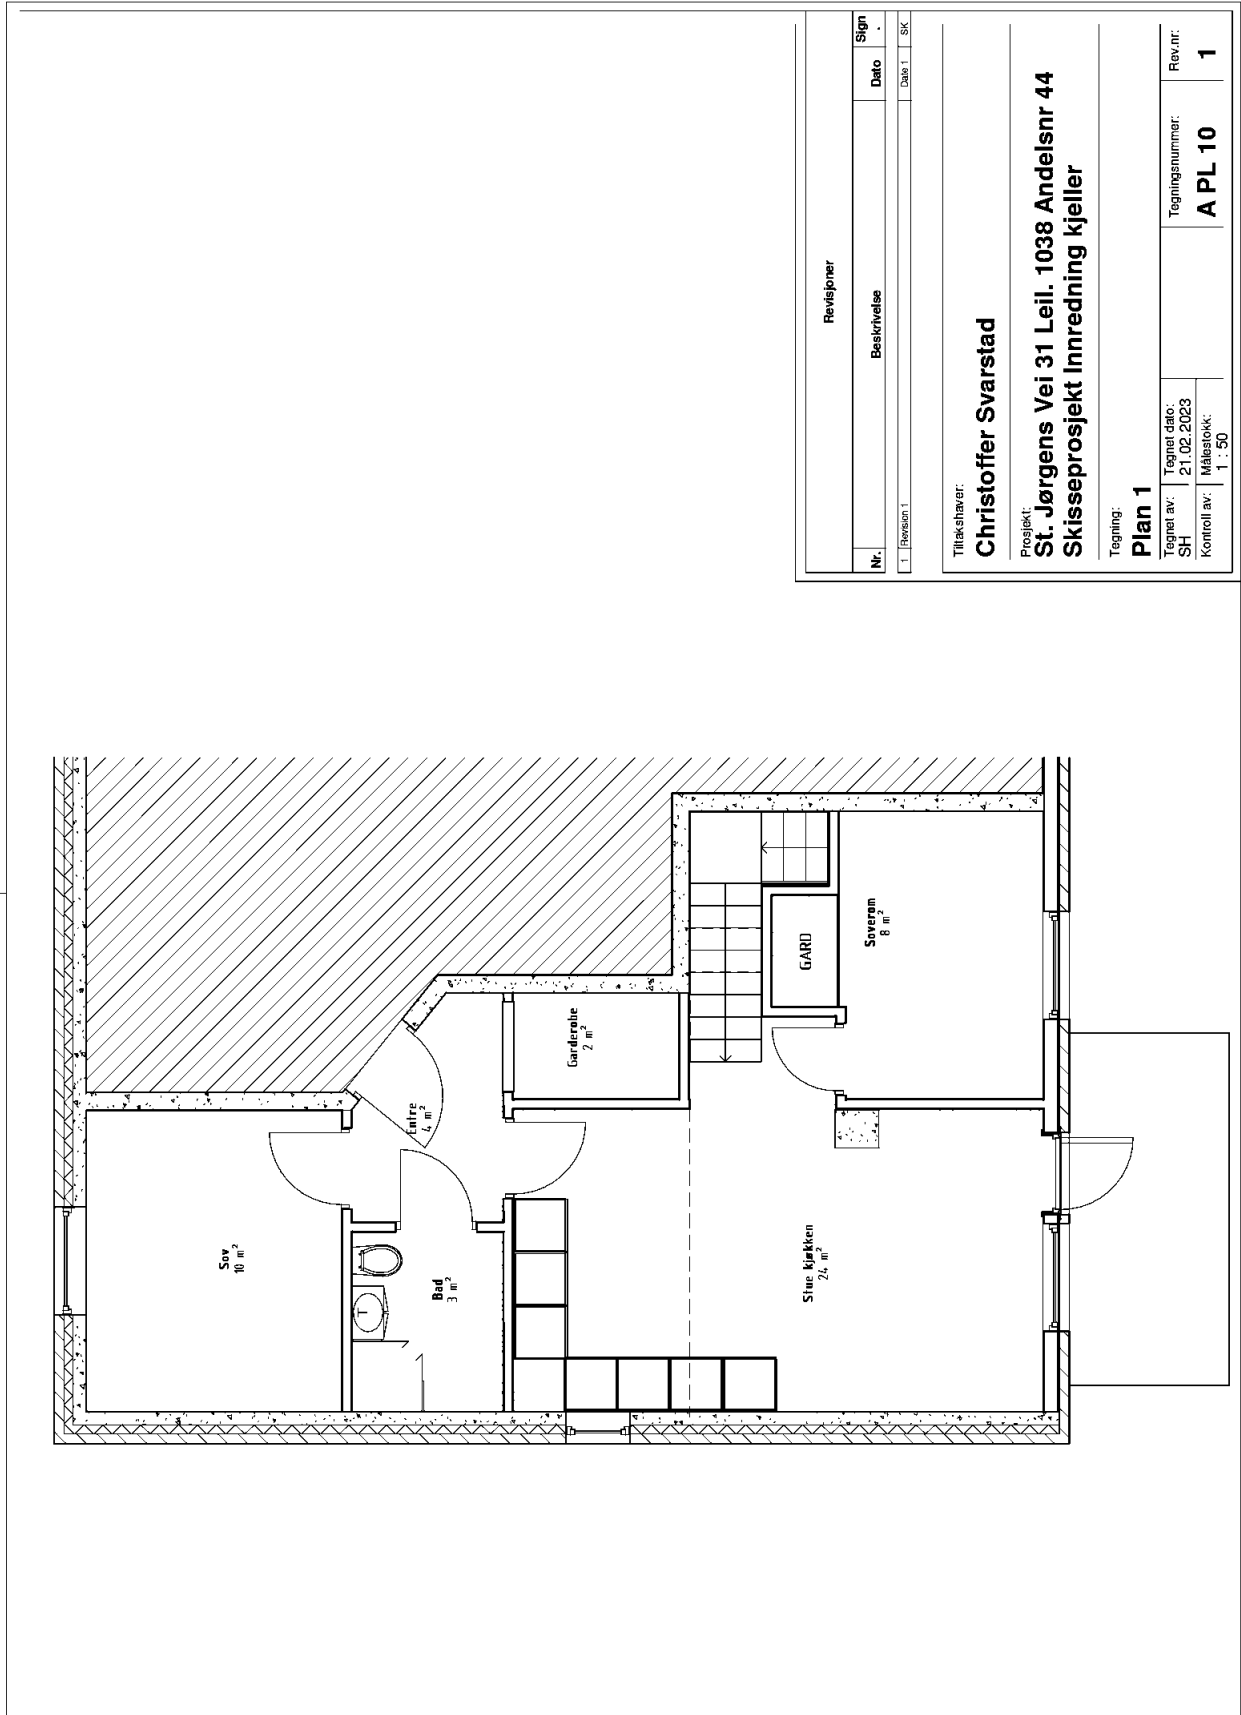 Sov
10 m²
Bad
3 m²
Entre
4 m²
Garderobe
2 m²
Stue kjøkken
24 m²
GARD
Soverom
8 m²
T
Revisjoner
Nr.
Beskrivelse
Dato
Sign
.
1
Revision 1
Date 1
SK
Tiltakshaver:
Christoffer Svarstad
Prosjekt:
St. Jørgens Vei 31 Leil. 1038 Andelsnr 44
Skisseprosjekt Innredning kjeller
Tegning:
Plan 1
Tegnet av:
SH
Tegnet dato:
21.02.2023
Kontroll av:
Målestokk:
1 : 50
Tegningsnummer:
A PL 10
Rev.nr:
1